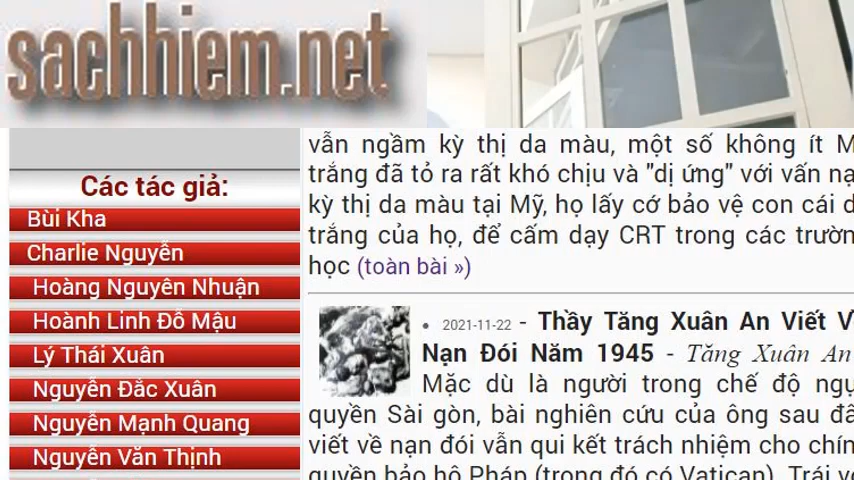 sachhiem.net
Các tác giả:
Bùi Kha
Charlie Nguyễn
Hoàng Nguyên Nhuận
Hoành Linh Đỗ Mậu
Lý Thái Xuân
Nguyễn Đắc Xuân
Nguyễn Mạnh Quang
Nguyễn Văn Thịnh
vẫn ngầm kỳ thị da màu, một số không ít M
trắng đã tỏ ra rất khó chịu và "dị ứng" với vấn nạ
kỳ thị da màu tại Mỹ, họ lấy cớ bảo vệ con cái d
trắng của họ, để cấm dạy CRT trong các trườn
học (toàn bài »)
• 2021-11-22 - Thầy Tăng Xuân An Viết V
Nạn Đói Năm 1945 - Tăng Xuân An
Mặc dù là người trong chế độ ngụ
quyền Sài gòn, bài nghiên cứu của ông sau đâ
viết về nạn đói vẫn qui kết trách nhiệm cho chín
quyền bảo hộ Pháp (trong đó có Vatican). Trái v